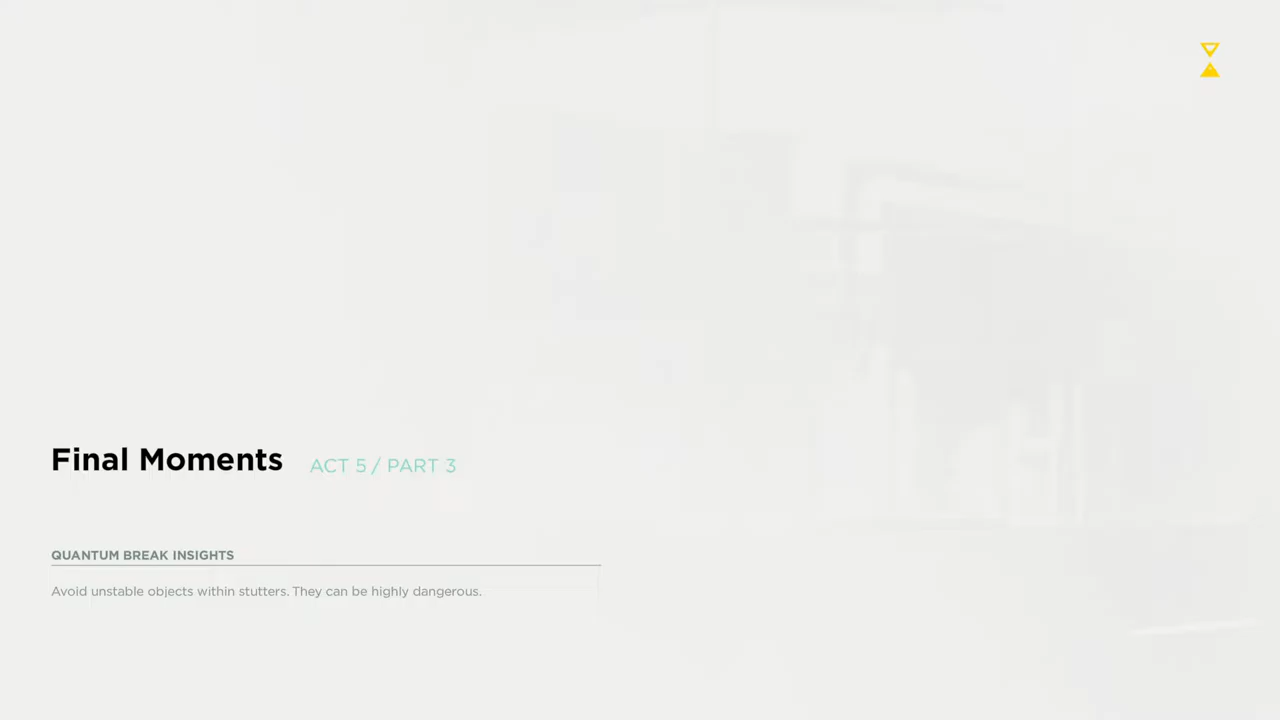 Final Moments ACT 5 / PART 3
QUANTUM BREAK INSIGHTS
Avoid unstable objects within stutters. They can be highly dangerous.